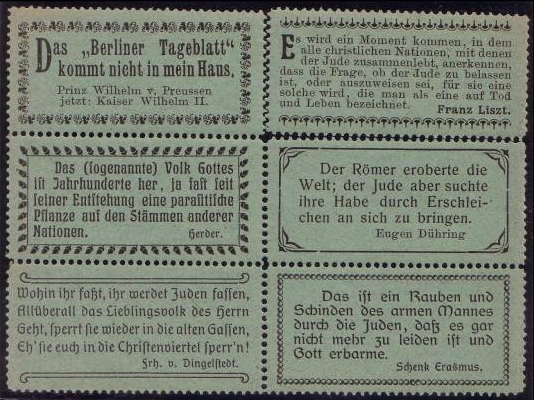 Das „Berliner Tageblatt“
kommt nicht in mein Haus.
Prinz Wilhelm v. Preussen
jetzt: Kaiser Wilhelm II.
Es wird ein Moment kommen, in dem
alle christlichen Nationen, mit denen
der Jude zusammenlebt, anerkennen,
dass die Frage, ob der Jude zu belassen
ist, oder auszuweisen sei, für sie eine
solche wird, die man als eine auf Tod
und Leben bezeichnet.
Franz Liszt.
Das (sogenannte) Volk Gottes
ist Jahrhunderte her, ja fast seit
seiner Entstehung eine parasitische
Pflanze auf den Stämmen anderer
Nationen.
Herder.
Der Römer eroberte die
Welt; der Jude aber suchte
ihre Habe durch Erschlei-
chen an sich zu bringen.
Eugen Dühring
Wohin ihr faßt, ihr werdet Juden fassen,
Allüberall das Lieblingsvolk des Herrn
Geht, sperrt sie wieder in die alten Gassen,
Eh' sie euch in die Christenviertel sperr'n!
Frh. v. Dingelstedt.
Das ist ein Rauben und
Schinden des armen Mannes
durch die Juden, daß es gar
nicht mehr zu leiden ist und
Gott erbarme.
Schenk Erasmus.